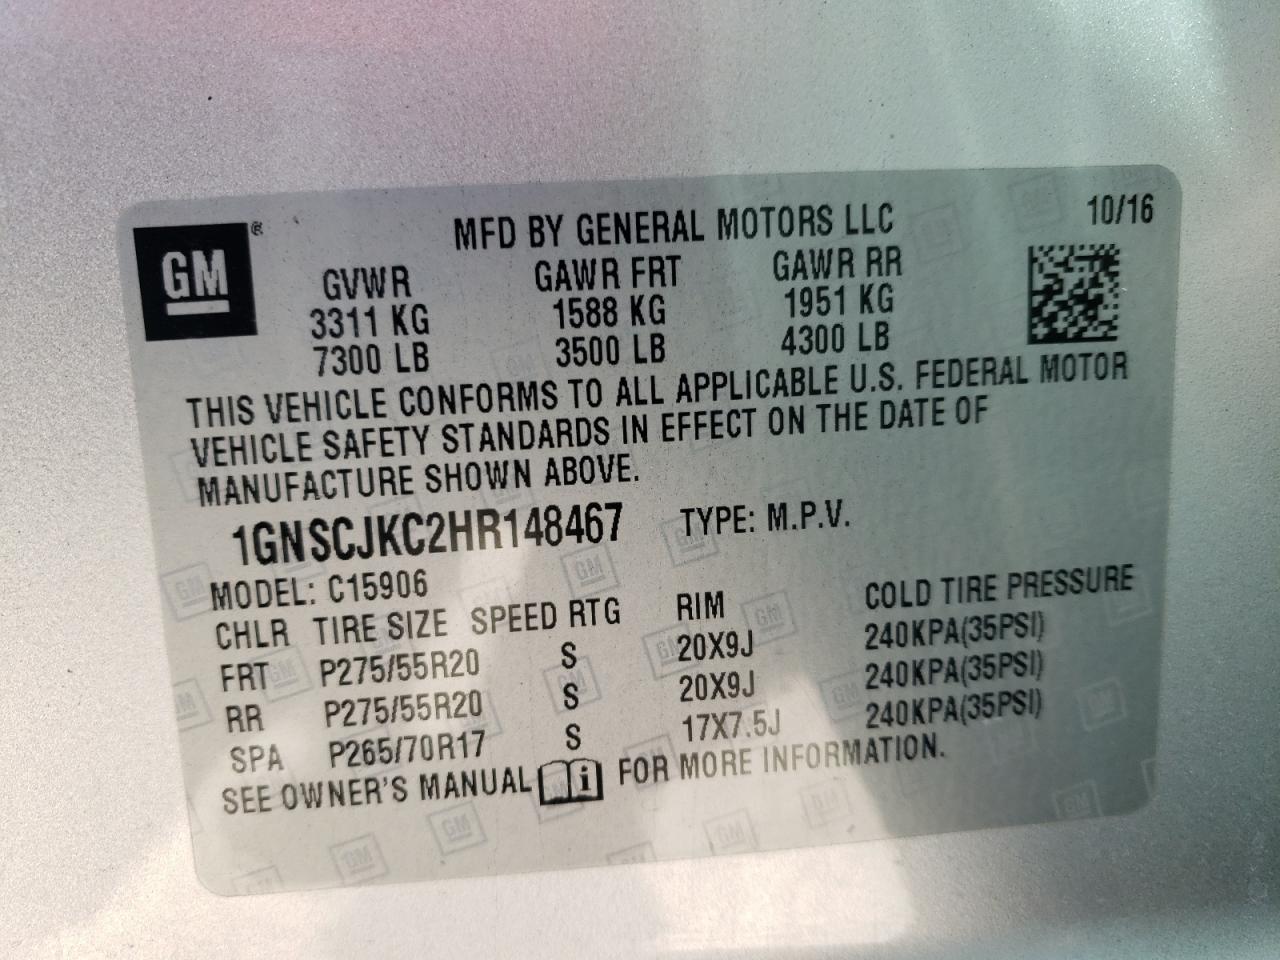 GM ®
MFD BY GENERAL MOTORS LLC 10/16
GVWR GAWR FRT GAWR RR
3311 KG 1588 KG 1951 KG
7300 LB 3500 LB 4300 LB
THIS VEHICLE CONFORMS TO ALL APPLICABLE U.S. FEDERAL MOTOR
VEHICLE SAFETY STANDARDS IN EFFECT ON THE DATE OF
MANUFACTURE SHOWN ABOVE.
1GNSCJKC2HR148467 TYPE: M.P.V.
MODEL: C15906
CHLR TIRE SIZE SPEED RTG RIM COLD TIRE PRESSURE
FRT P275/55R20 S 20X9J 240KPA(35PSI)
RR P275/55R20 S 20X9J 240KPA(35PSI)
SPA P265/70R17 S 17X7.5J 240KPA(35PSI)
SEE OWNER'S MANUAL i FOR MORE INFORMATION.